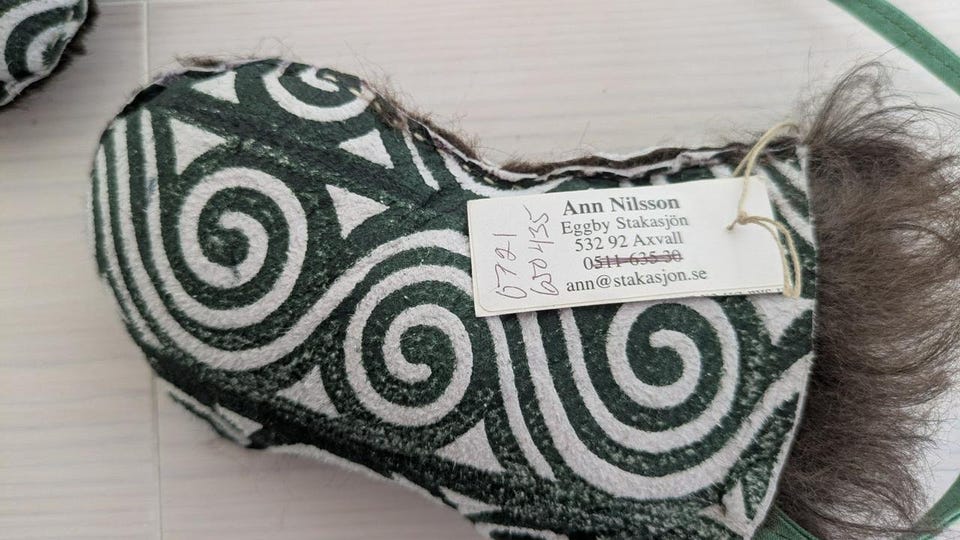 Ann Nilsson
Eggby Stakasjön
532 92 Axvall
0511-635 30
ann@stakasjon.se
0721
650435